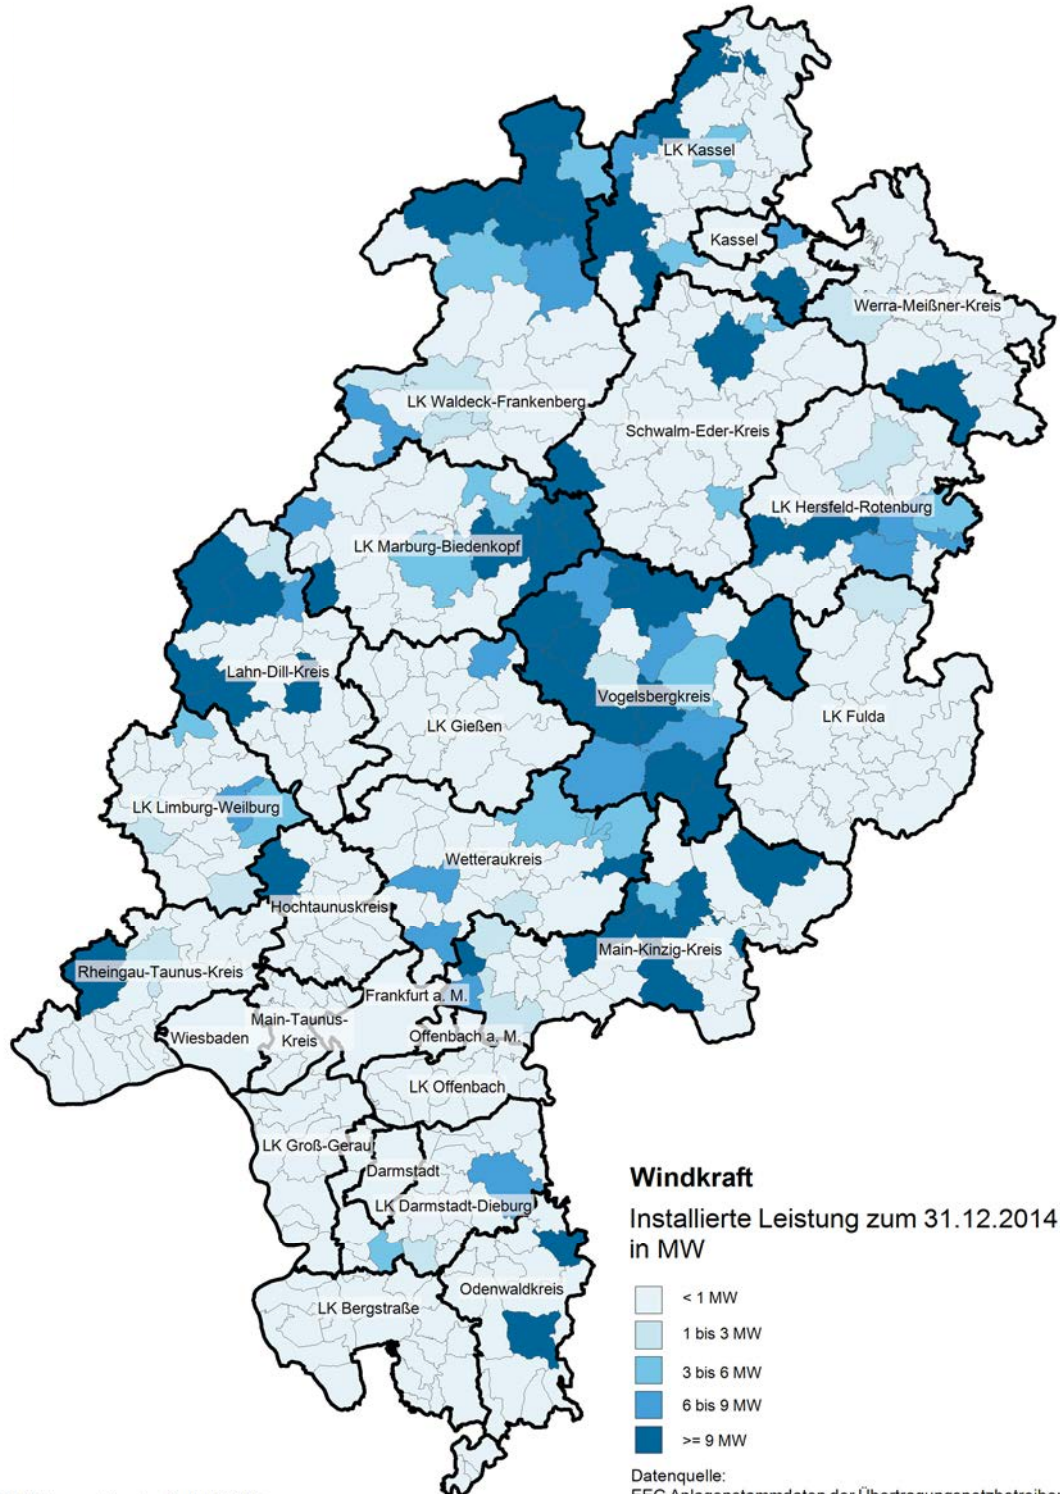 LK Kassel
Kassel
Werra-Meißner-Kreis
LK Waldeck-Frankenberg
Schwalm-Eder-Kreis
LK Hersfeld-Rotenburg
LK Marburg-Biedenkopf
Lahn-Dill-Kreis
Vogelsbergkreis
LK Fulda
LK Gießen
LK Limburg-Weilburg
Wetteraukreis
Hochtaunuskreis
Main-Kinzig-Kreis
Rheingau-Taunus-Kreis
Frankfurt a. M.
Main-Taunus-
Kreis
Wiesbaden
Offenbach a. M.
LK Offenbach
LK Groß-Gerau
Darmstadt
LK Darmstadt-Dieburg
Odenwaldkreis
LK Bergstraße
Windkraft
Installierte Leistung zum 31.12.2014
in MW
< 1 MW
1 bis 3 MW
3 bis 6 MW
6 bis 9 MW
>= 9 MW
Datenquelle:
EEG Anlagenstammdaten der Übertragungsnetzbetreiber